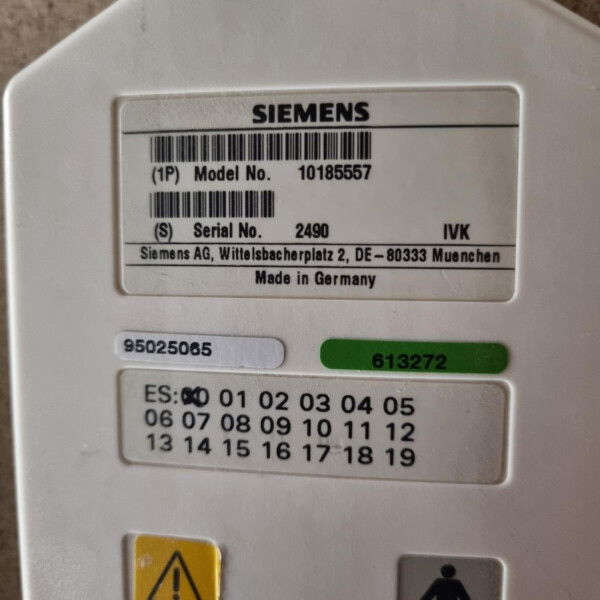 SIEMENS
(1P) Model No. 10185557
(S) Serial No. 2490 IVK
Siemens AG, Wittelsbacherplatz 2, DE-80333 Muenchen
Made in Germany
95025065 613272
ES:00 01 02 03 04 05
06 07 08 09 10 11 12
13 14 15 16 17 18 19